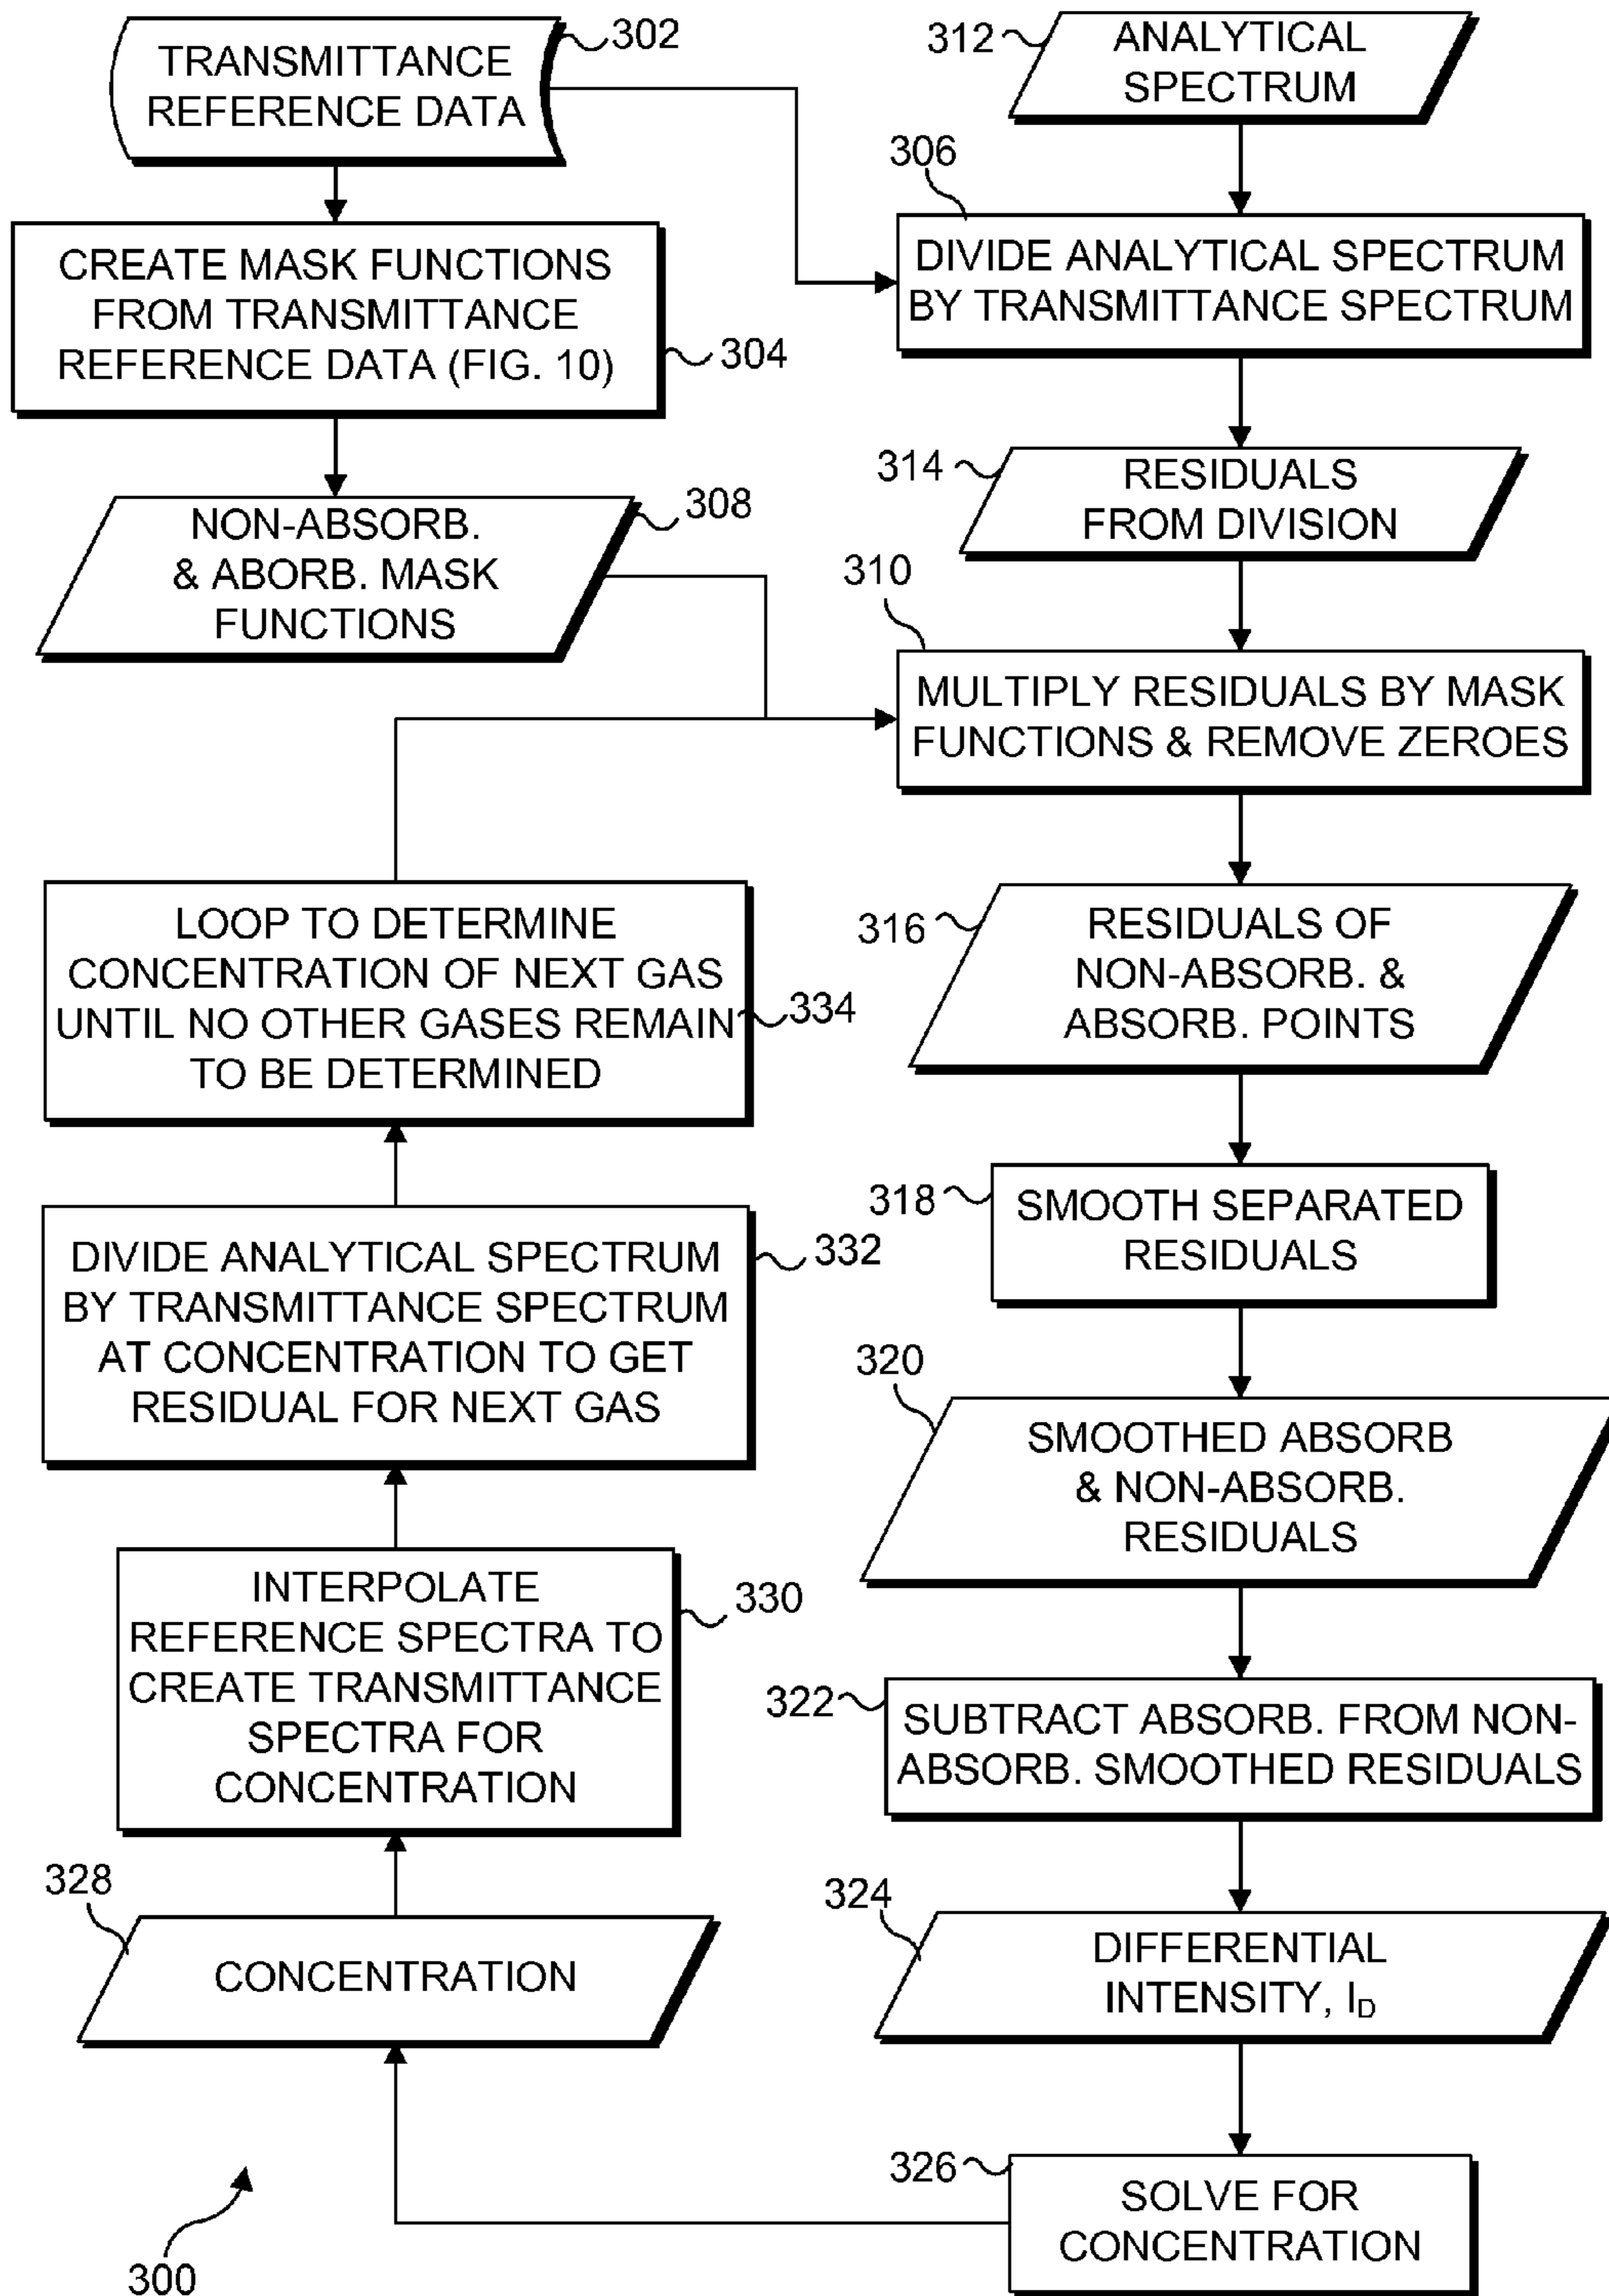 TRANSMITTANCE
REFERENCE DATA
302
312
ANALYTICAL
SPECTRUM
306
CREATE MASK FUNCTIONS
FROM TRANSMITTANCE
REFERENCE DATA (FIG. 10)
304
DIVIDE ANALYTICAL SPECTRUM
BY TRANSMITTANCE SPECTRUM
314
RESIDUALS
FROM DIVISION
NON-ABSORB.
& ABORB. MASK
FUNCTIONS
308
310
MULTIPLY RESIDUALS BY MASK
FUNCTIONS & REMOVE ZEROES
LOOP TO DETERMINE
CONCENTRATION OF NEXT GAS
UNTIL NO OTHER GASES REMAIN
TO BE DETERMINED
334
316
RESIDUALS OF
NON-ABSORB. &
ABSORB. POINTS
318
SMOOTH SEPARATED
RESIDUALS
DIVIDE ANALYTICAL SPECTRUM
BY TRANSMITTANCE SPECTRUM
AT CONCENTRATION TO GET
RESIDUAL FOR NEXT GAS
332
320
SMOOTHED ABSORB
& NON-ABSORB.
RESIDUALS
INTERPOLATE
REFERENCE SPECTRA TO
CREATE TRANSMITTANCE
SPECTRA FOR
CONCENTRATION
330
322
SUBTRACT ABSORB. FROM NON-
ABSORB. SMOOTHED RESIDUALS
328
CONCENTRATION
324
DIFFERENTIAL
INTENSITY, I_D
326
SOLVE FOR
CONCENTRATION
300